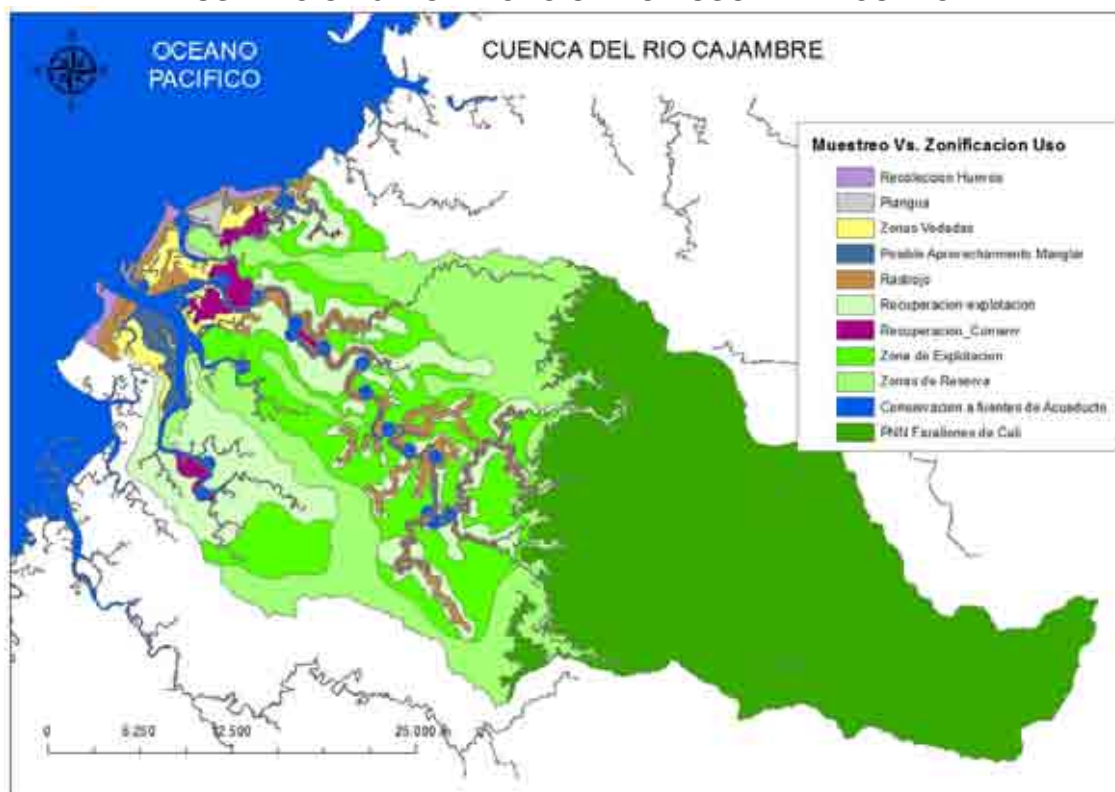 OCEANO
PACIFICO
CUENCA DEL RIO CAJAMBRE
Muestreo Vs. Zonificacion Uso
Recoleccion Huevos
Piangua
Zonas Vedadas
Posible Aprovechamiento Manglar
Rastrojo
Recuperacion explotacion
Zona de Explotacion
Zonas de Reserva
Conservacion a fuentes de Acueducto
PNN Farallones de Cali
0 6.250 12.500 25.000 m